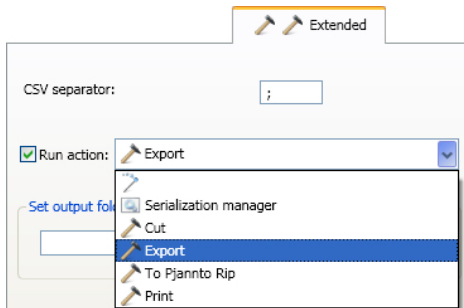 Extended
CSV separator:
;
Run action:
Export
Serialization manager
Set output fol
Cut
Export
To Pjannto Rip
Print